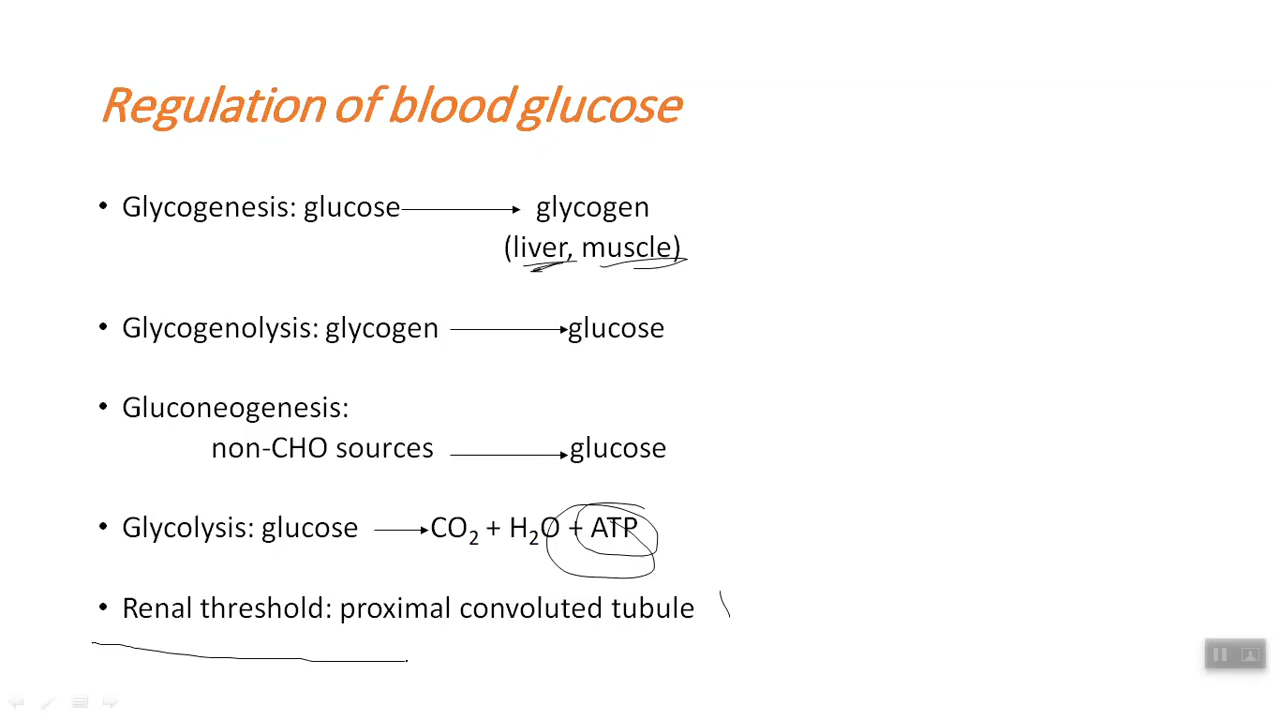 Regulation of blood glucose
• Glycogenesis: glucose → glycogen
(liver, muscle)
• Glycogenolysis: glycogen → glucose
• Gluconeogenesis:
non-CHO sources → glucose
• Glycolysis: glucose → CO₂ + H₂O + ATP
• Renal threshold: proximal convoluted tubule